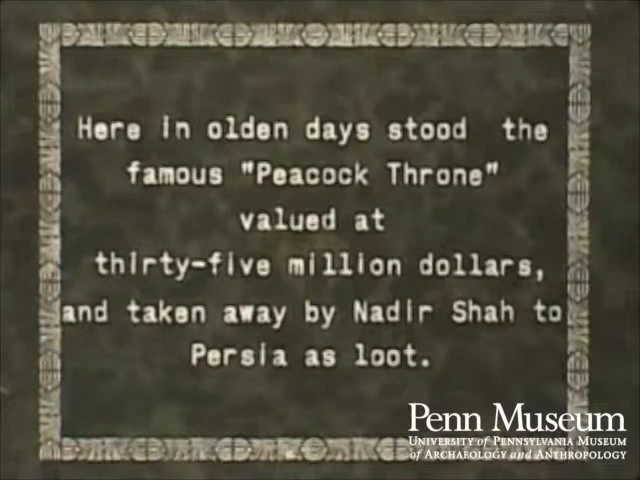 Here in olden days stood the
famous "Peacock Throne"
valued at
thirty-five million dollars,
and taken away by Nadir Shah to
Persia as loot.
Penn Museum
UNIVERSITY of PENNSYLVANIA MUSEUM
of ARCHAEOLOGY and ANTHROPOLOGY